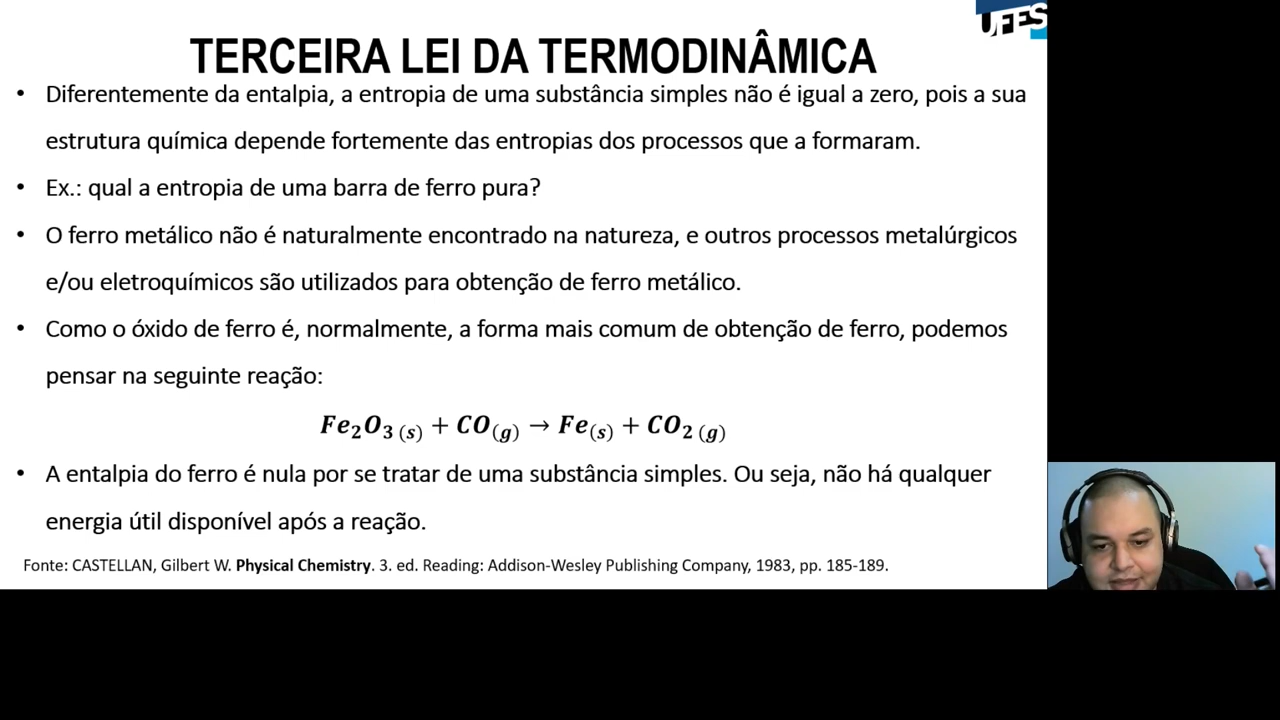 UFES
TERCEIRA LEI DA TERMODINÂMICA
• Diferentemente da entalpia, a entropia de uma substância simples não é igual a zero, pois a sua
estrutura química depende fortemente das entropias dos processos que a formaram.
• Ex.: qual a entropia de uma barra de ferro pura?
• O ferro metálico não é naturalmente encontrado na natureza, e outros processos metalúrgicos
e/ou eletroquímicos são utilizados para obtenção de ferro metálico.
• Como o óxido de ferro é, normalmente, a forma mais comum de obtenção de ferro, podemos
pensar na seguinte reação:
Fe₂O₃ (s) + CO(g) → Fe(s) + CO₂ (g)
• A entalpia do ferro é nula por se tratar de uma substância simples. Ou seja, não há qualquer
energia útil disponível após a reação.
Fonte: CASTELLAN, Gilbert W. Physical Chemistry. 3. ed. Reading: Addison-Wesley Publishing Company, 1983, pp. 185-189.